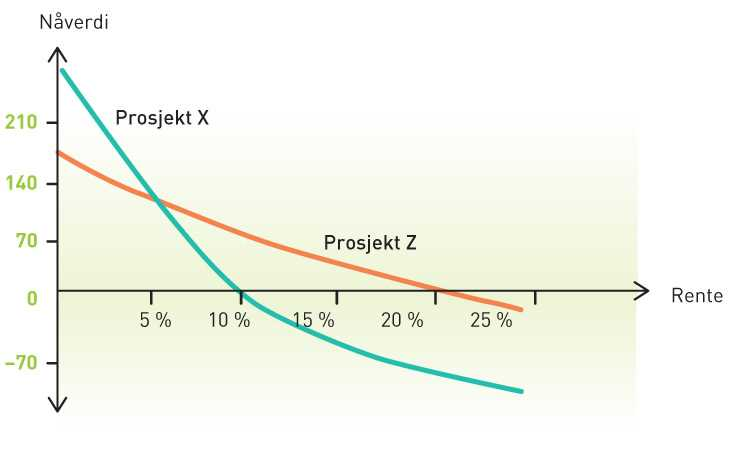 Nåverdi
210
Prosjekt X
140
70
Prosjekt Z
0
Rente
5 %
10 %
15 %
20 %
25 %
–70